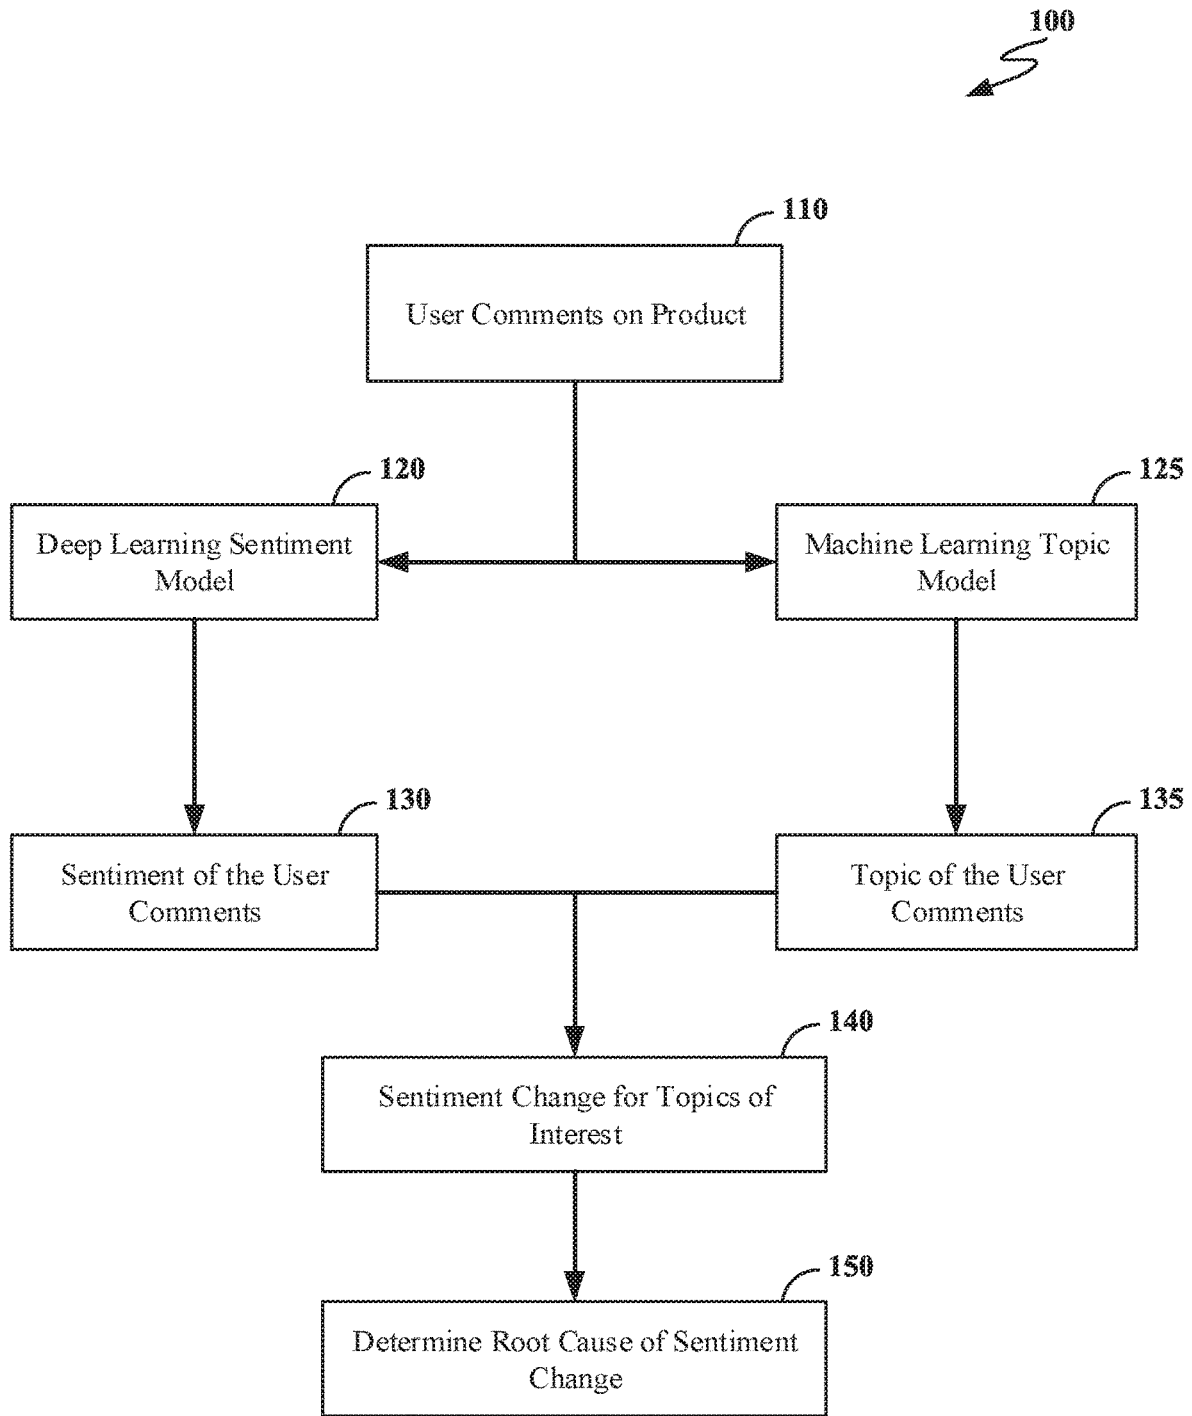 100
110
User Comments on Product
120
125
Deep Learning Sentiment
Model
Machine Learning Topic
Model
130
135
Sentiment of the User
Comments
Topic of the User
Comments
140
Sentiment Change for Topics of
Interest
150
Determine Root Cause of Sentiment
Change